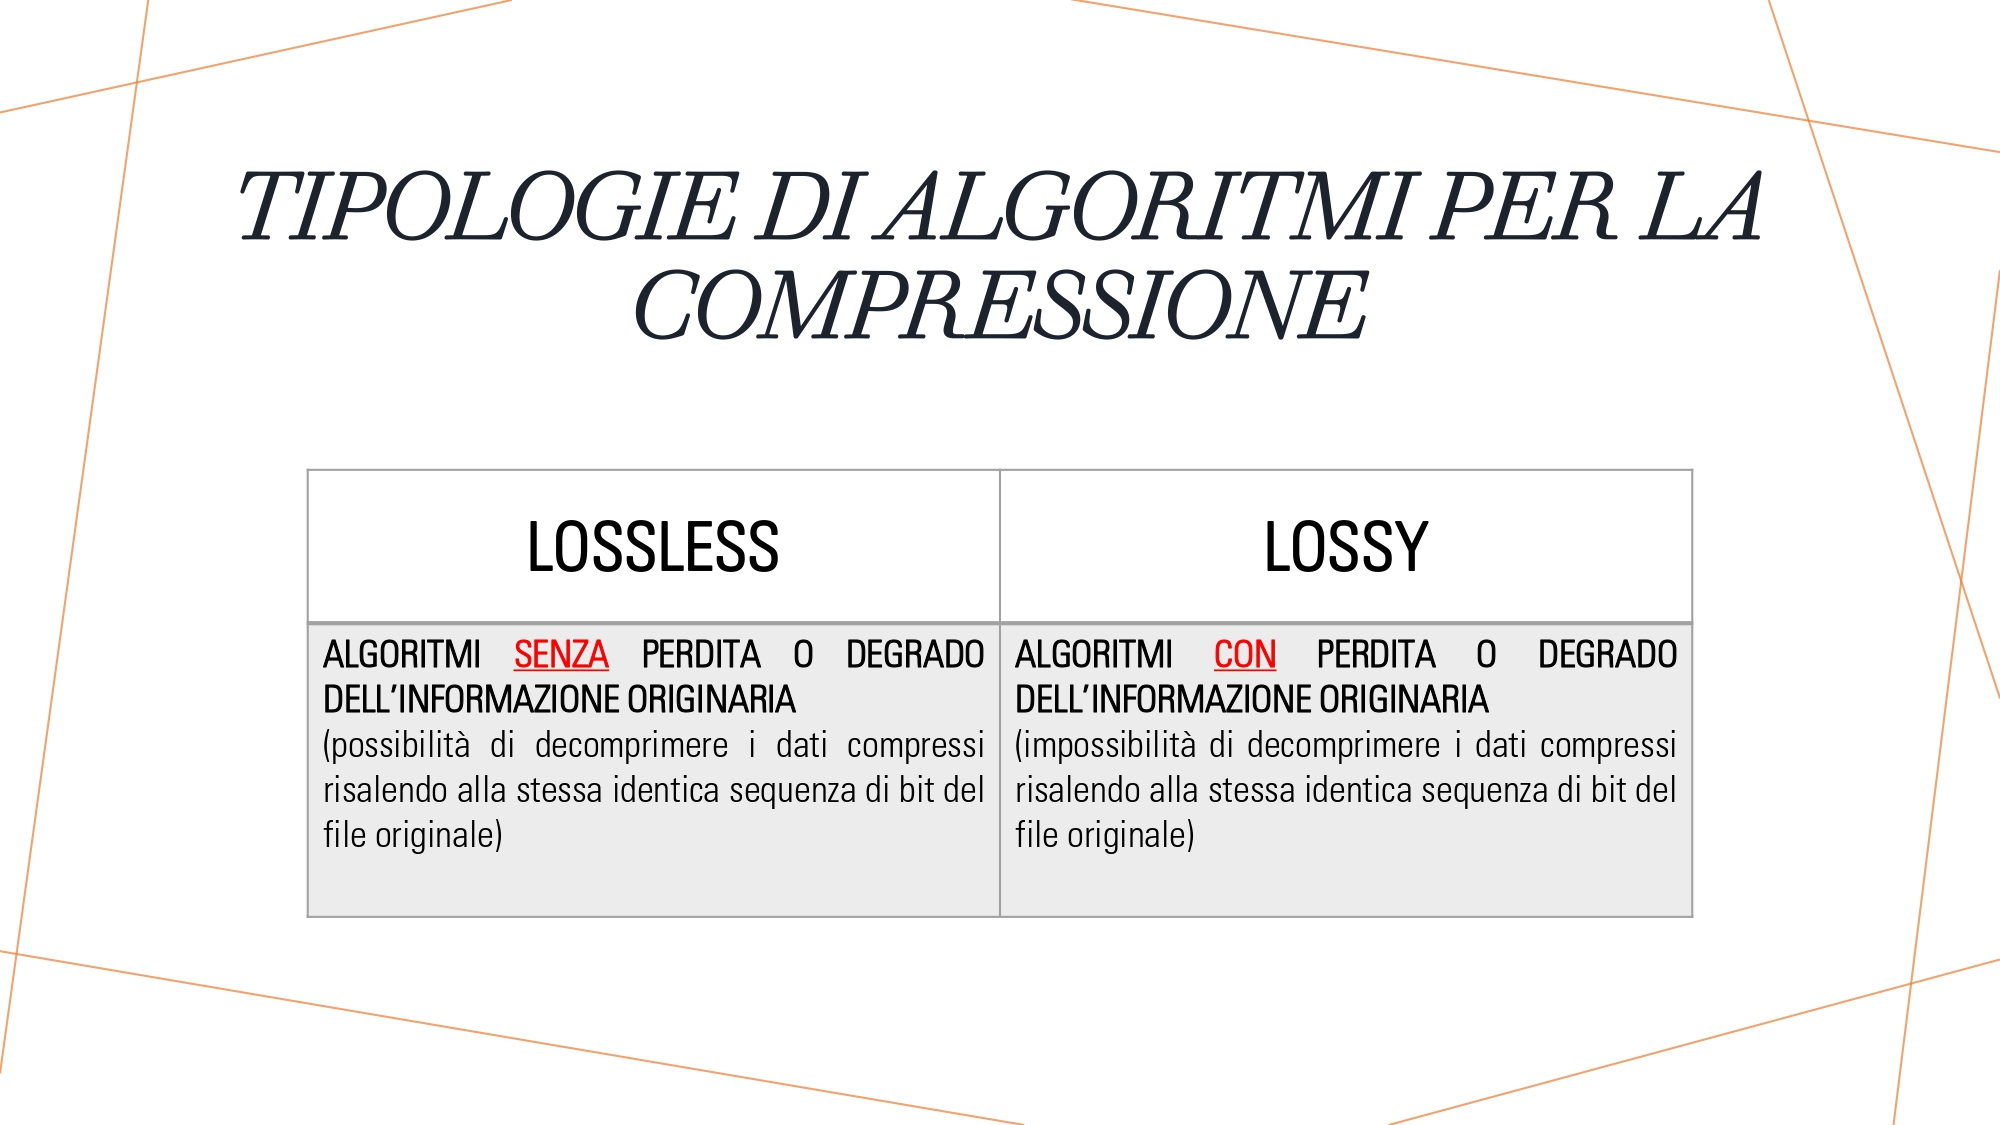 TIPOLOGIE DI ALGORITMI PER LA
COMPRESSIONE
LOSSLESS
LOSSY
ALGORITMI SENZA PERDITA O DEGRADO
DELL'INFORMAZIONE ORIGINARIA
(possibilità di decomprimere i dati compressi
risalendo alla stessa identica sequenza di bit del
file originale)
ALGORITMI CON PERDITA O DEGRADO
DELL'INFORMAZIONE ORIGINARIA
(impossibilità di decomprimere i dati compressi
risalendo alla stessa identica sequenza di bit del
file originale)